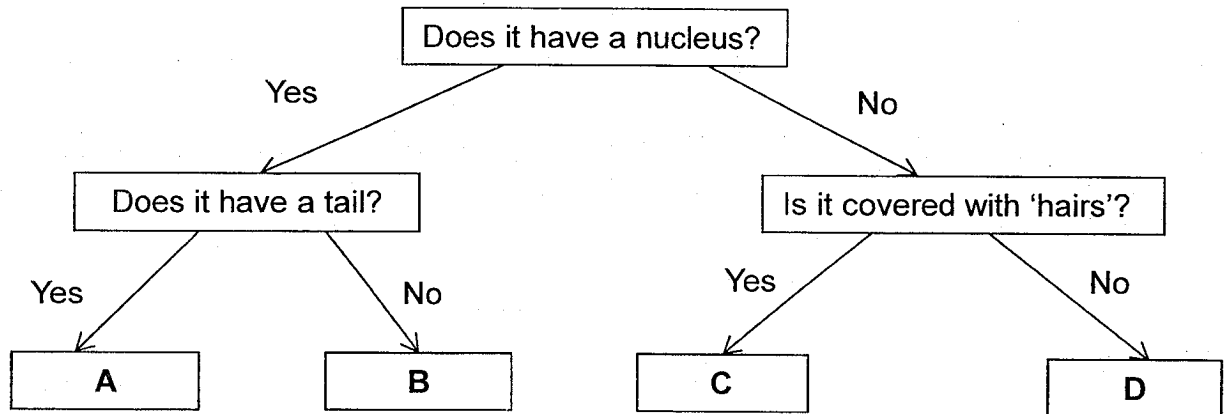 Does it have a nucleus?
Yes
No
Does it have a tail?
Is it covered with ‘hairs’?
Yes
No
Yes
No
A
B
C
D